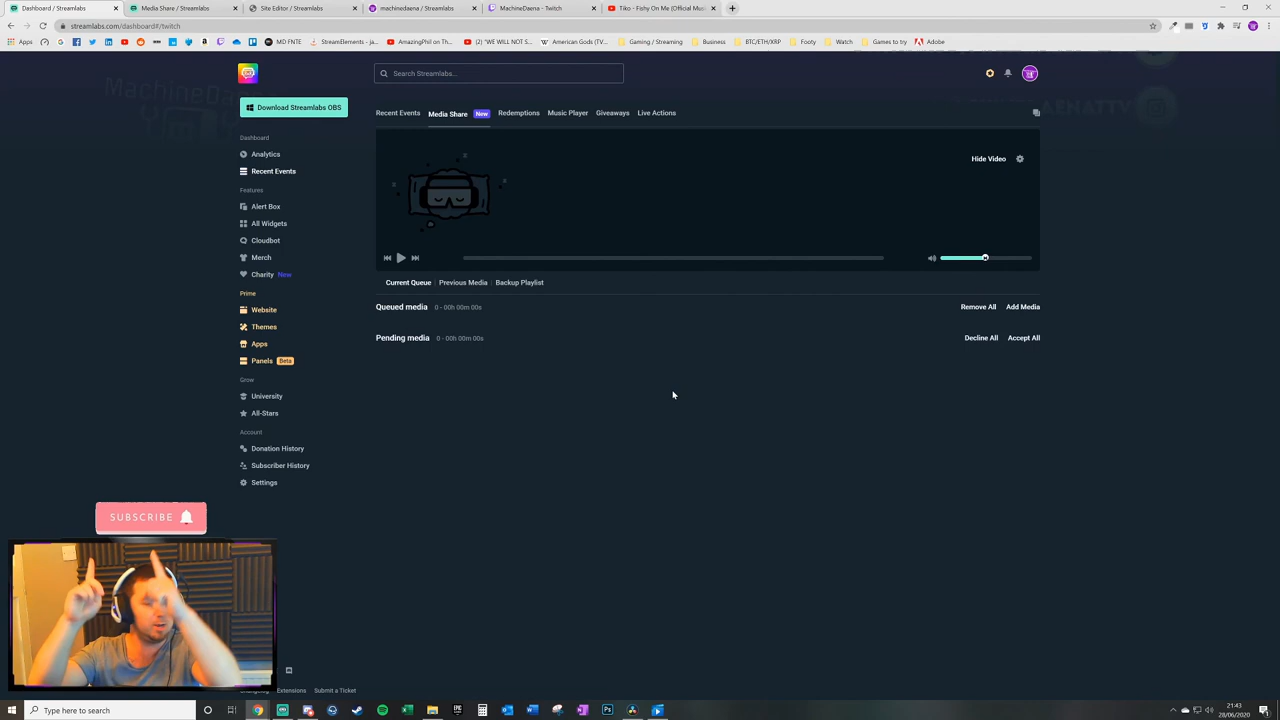 Dashboard / Streamlabs
Media Share / Streamlabs
Site Editor / Streamlabs
machinedaena / Streamlabs
MachineDaena - Twitch
Tiko - Fishy On Me (Official Mus
streamlabs.com/dashboard#/twitch
Apps
MD FNTE
StreamElements - ja...
AmazingPhil on Th...
(2) "WE WILL NOT S...
American Gods (TV...
Gaming / Streaming
Business
BTC/ETH/XRP
Footy
Watch
Games to try
Adobe
MachineDaena
Search Streamlabs...
Download Streamlabs OBS
Dashboard
Analytics
Recent Events
Features
Alert Box
All Widgets
Cloudbot
Merch
Charity New
Prime
Website
Themes
Apps
Panels Beta
Grow
University
All-Stars
Account
Donation History
Subscriber History
Settings
Recent Events
Media Share New
Redemptions
Music Player
Giveaways
Live Actions
Hide Video
Current Queue
Previous Media
Backup Playlist
Queued media 0 - 00h 00m 00s
Remove All
Add Media
Pending media 0 - 00h 00m 00s
Decline All
Accept All
SUBSCRIBE
Extensions
Submit a Ticket
Type here to search
21:43
28/06/2020